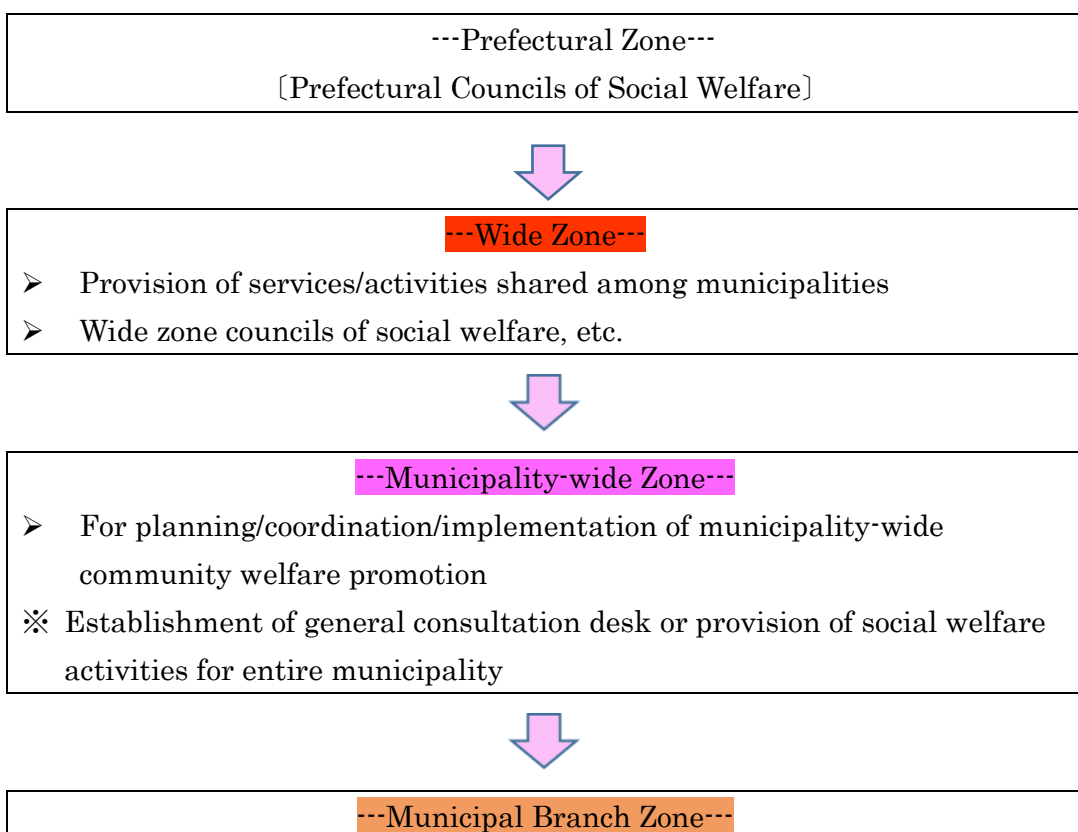 ---Prefectural Zone---
〔Prefectural Councils of Social Welfare〕
---Wide Zone---
➢ Provision of services/activities shared among municipalities
➢ Wide zone councils of social welfare, etc.
---Municipality-wide Zone---
➢ For planning/coordination/implementation of municipality-wide
community welfare promotion
※ Establishment of general consultation desk or provision of social welfare
activities for entire municipality
---Municipal Branch Zone---